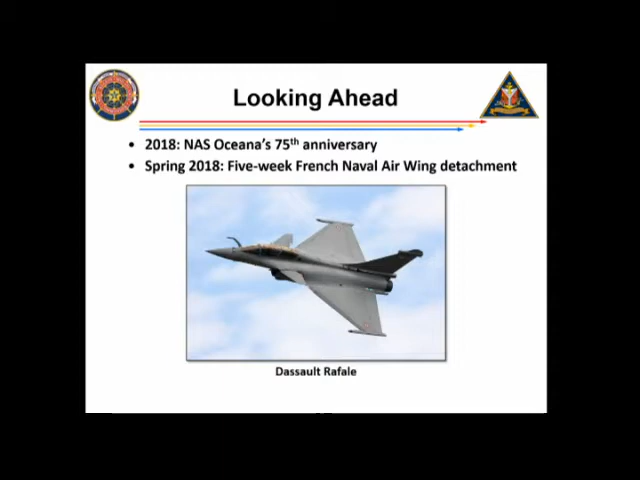 Looking Ahead
• 2018: NAS Oceana's 75th anniversary
• Spring 2018: Five-week French Naval Air Wing detachment
Dassault Rafale